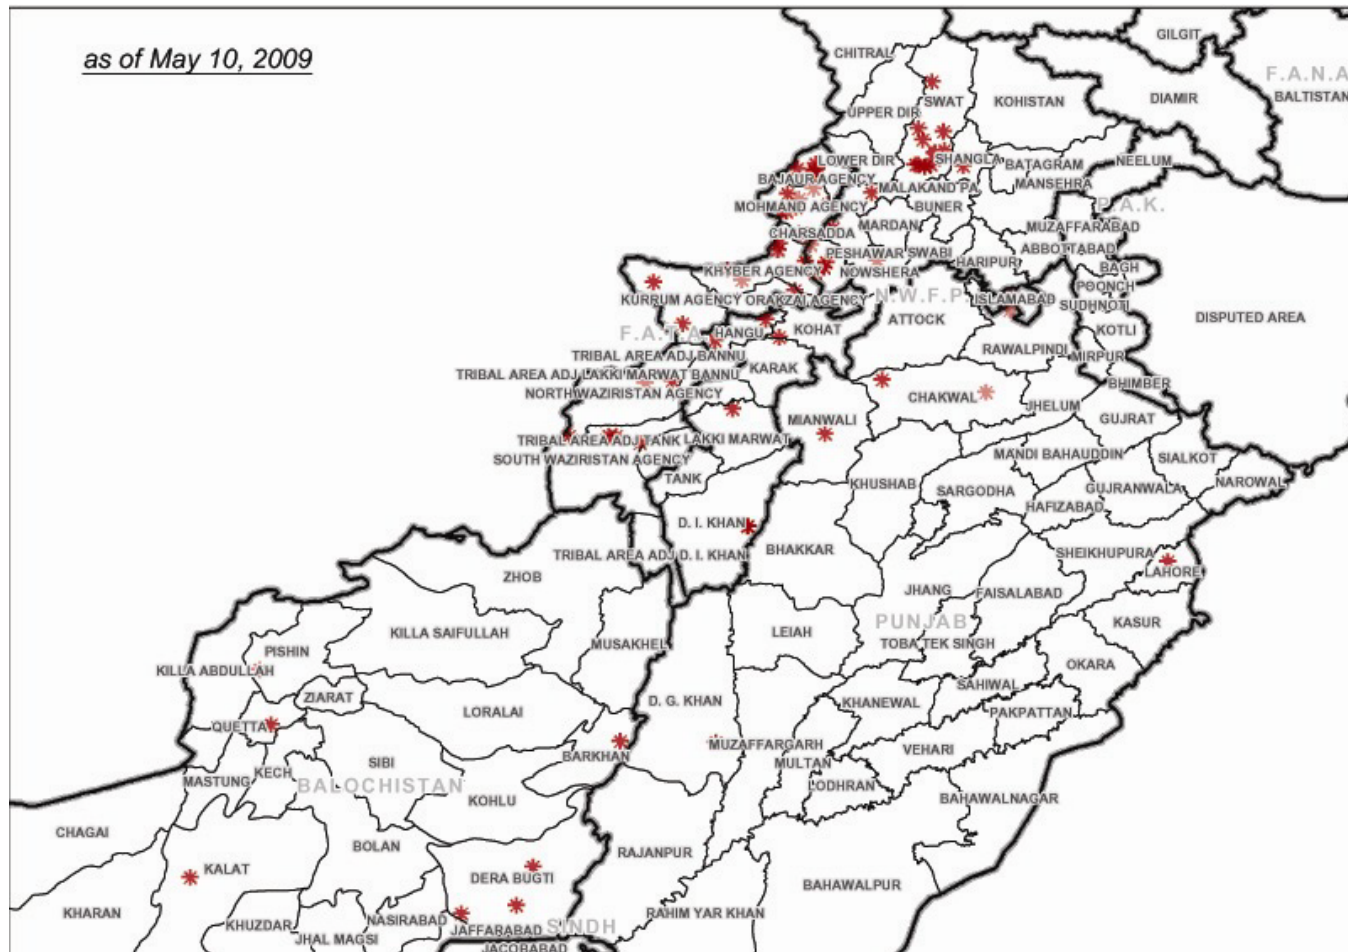 as of May 10, 2009
GILGIT
CHITRAL
F.A.N.A
SWAT
KOHISTAN
DIAMIR
BALTISTAN
UPPER DIR
LOWER DIR
SHANGLA
BATAGRAM
NEELUM
BAJAUR AGENCY
MALAKAND PA
MANSEHRA
MOHMAND AGENCY
BUNER
P.A.K.
CHARSADDA
MARDAN
MUZAFFARABAD
PESHAWAR
SWABI
HARIPUR
ABBOTTABAD
KHYBER AGENCY
NOWSHERA
BAGH
KURRUM AGENCY
ORAKZAI AGENCY
N.W.F.P
ISLAMABAD
POONCH
SUDHNOTI
F.A.T.A
HANGU
KOHAT
ATTOCK
KOTLI
DISPUTED AREA
TRIBAL AREA ADJ BANNU
KARAK
RAWALPINDI
MIRPUR
TRIBAL AREA ADJ LAKKI MARWAT
BANNU
NORTH WAZIRISTAN AGENCY
CHAKWAL
BHIMBER
MIANWALI
JHELUM
GUJRAT
TRIBAL AREA ADJ TANK
LAKKI MARWAT
SOUTH WAZIRISTAN AGENCY
MANDI BAHAUDDIN
SIALKOT
TANK
KHUSHAB
SARGODHA
GUJRANWALA
NAROWAL
HAFIZABAD
D. I. KHAN
TRIBAL AREA ADJ D. I. KHAN
BHAKKAR
SHEIKHUPURA
LAHORE
ZHOB
JHANG
FAISALABAD
KILLA SAIFULLAH
MUSAKHEL
LEIAH
PUNJAB
KASUR
TOBA TEK SINGH
PISHIN
KILLA ABDULLAH
OKARA
ZIARAT
LORALAI
D. G. KHAN
KHANEWAL
SAHIWAL
PAKPATTAN
QUETTA
BARKHAN
MUZAFFARGARH
VEHARI
MULTAN
MASTUNG
KECH
SIBI
BALOCHISTAN
LODHRAN
KOHLU
BAHAWALNAGAR
CHAGAI
BOLAN
RAJANPUR
KALAT
DERA BUGTI
BAHAWALPUR
KHARAN
KHUZDAR
NASIRABAD
JAFFARABAD
SINDH
RAHIM YAR KHAN
JHAL MAGSI
JACOBABAD